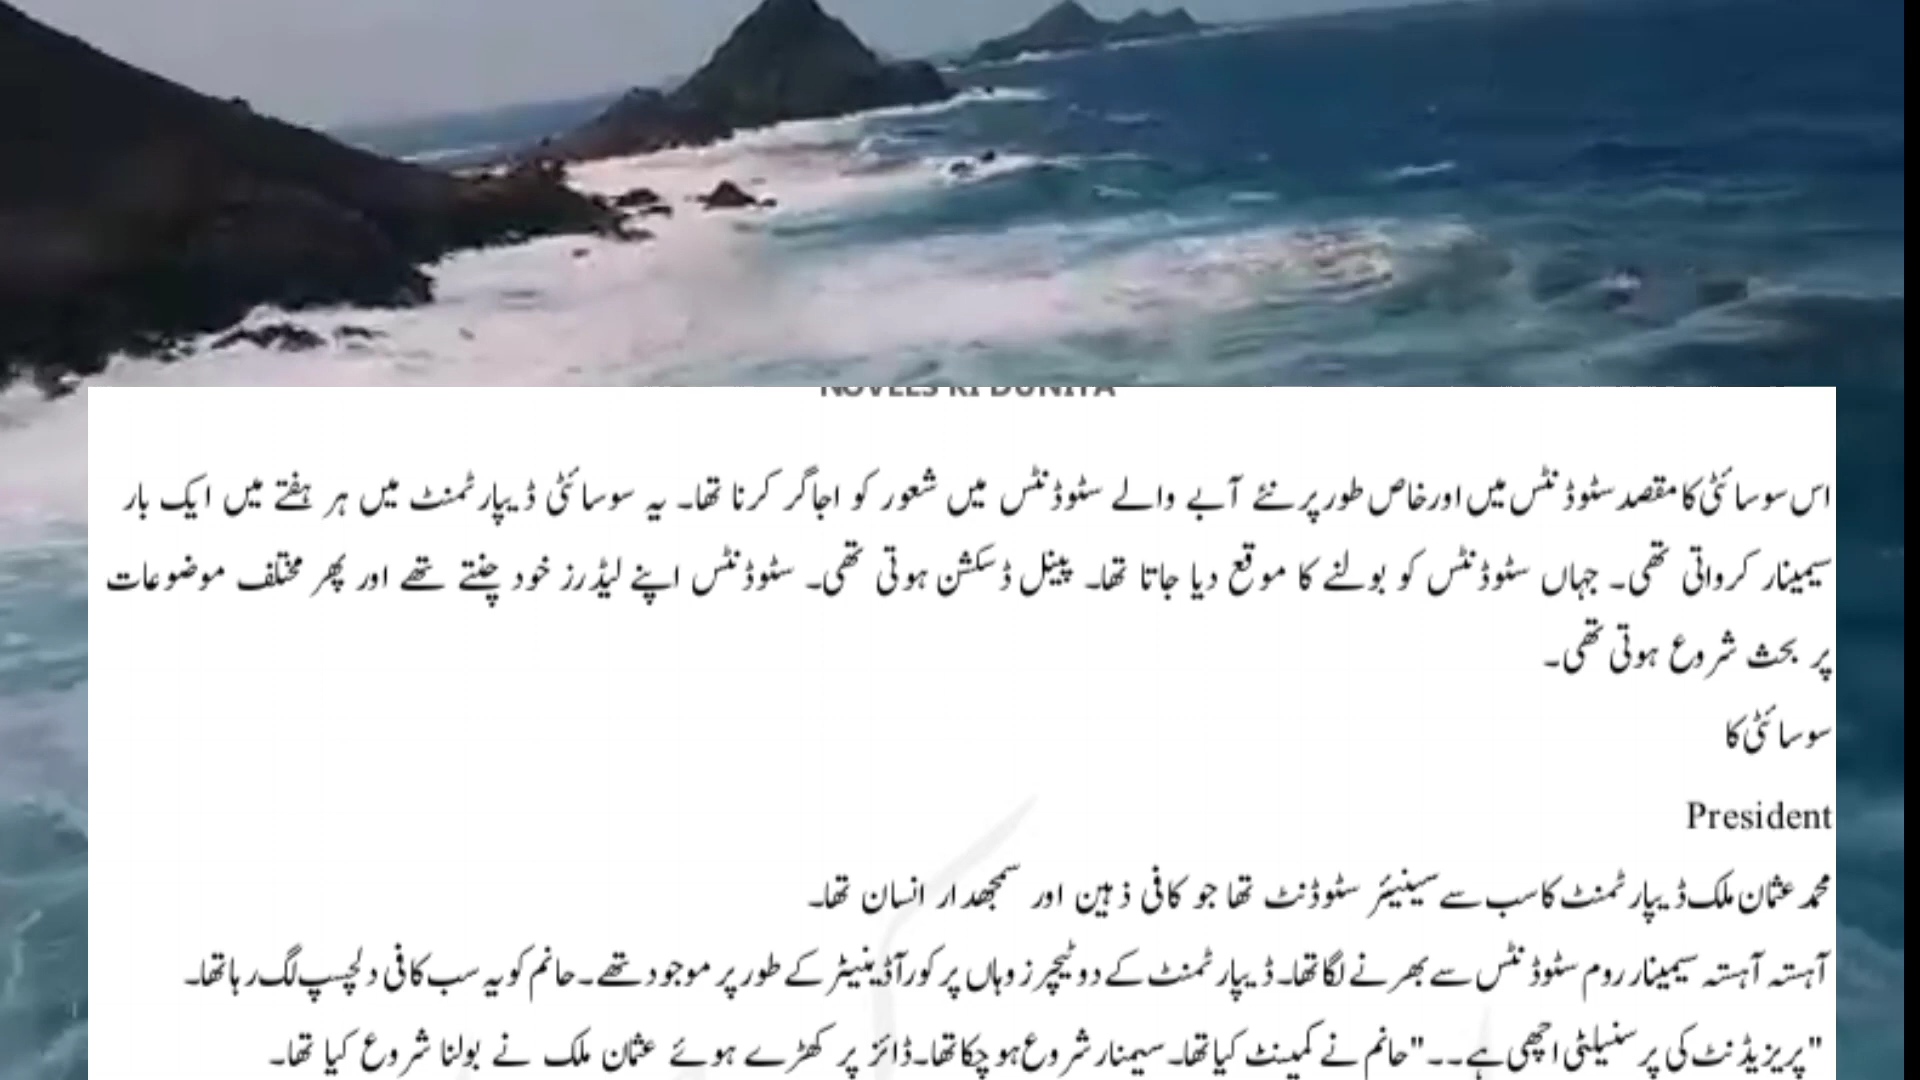 NOVELS KI DUNIYA
اس سوسائٹی کا مقصد سٹوڈنٹس میں اور خاص طور پر نئے آبے والے سٹوڈنٹس میں شعور کو اجاگر کرنا تھا۔ یہ سوسائٹی ڈیپارٹمنٹ میں ہر ہفتے میں ایک بار
سیمینار کرواتی تھی۔ جہاں سٹوڈنٹس کو بولنے کا موقع دیا جاتا تھا۔ پینل ڈسکشن ہوتی تھی۔ سٹوڈنٹس اپنے لیڈرز خود چنتے تھے اور پھر مختلف موضوعات
پر بحث شروع ہوتی تھی۔
سوسائٹی کا
President
محمد عثمان ملک ڈیپارٹمنٹ کا سب سے سینیئر سٹوڈنٹ تھا جو کافی ذہین اور سمجھدار انسان تھا۔
آہستہ آہستہ سیمینار روم سٹوڈنٹس سے بھرنے لگا تھا۔ ڈیپارٹمنٹ کے دو ٹیچرز وہاں پر کورآڈینیٹر کے طور پر موجود تھے۔ حانم کو یہ سب کافی دلچسپ لگ رہا تھا۔
"پریزیڈنٹ کی پرسنیلٹی اچھی ہے۔۔" حانم نے کمینٹ کیا تھا۔ سیمنار شروع ہو چکا تھا۔ ڈائز پر کھڑے ہوئے عثمان ملک نے بولنا شروع کیا تھا۔